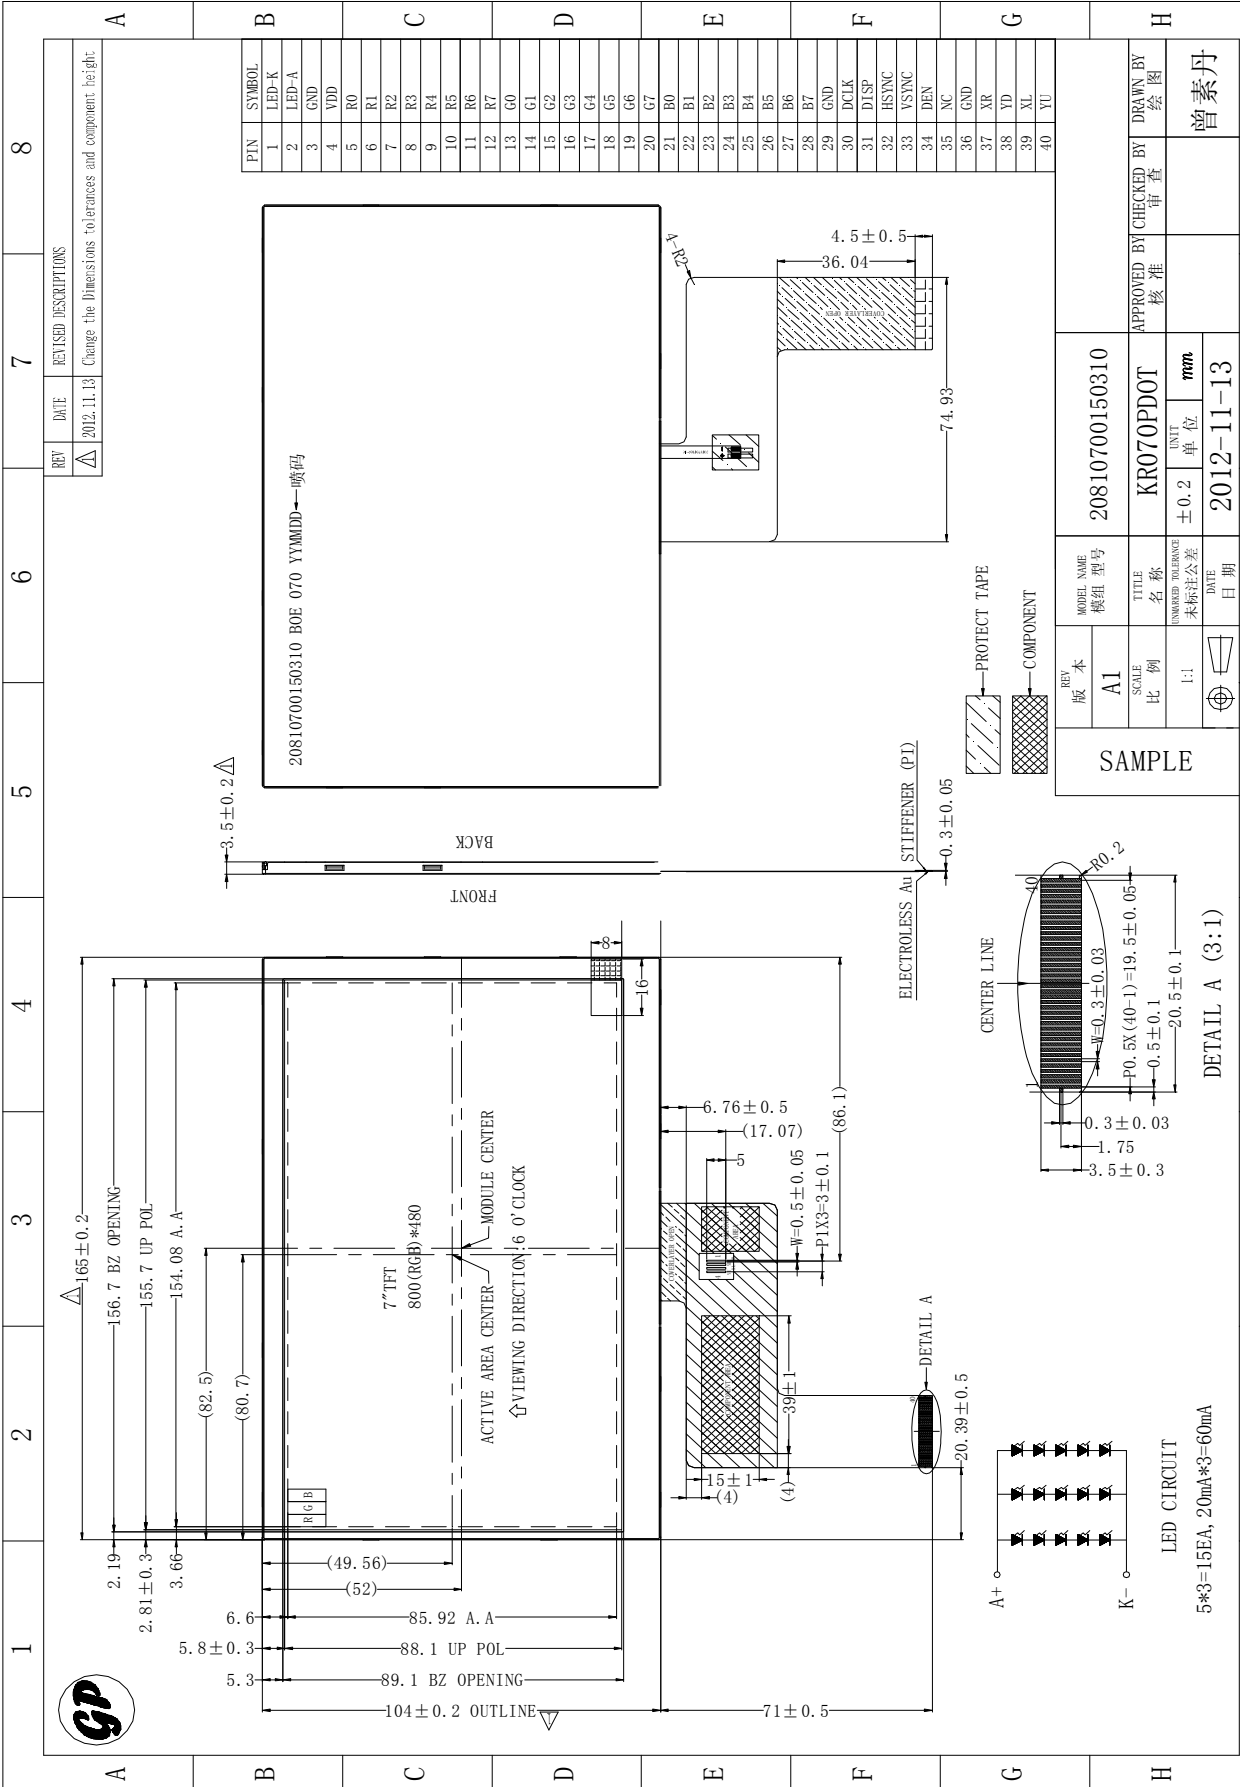 1
2
3
4
5
6
7
8
A
B
C
D
E
F
G
H
A
B
C
D
E
F
G
H
GP
REV DATE REVISED DESCRIPTIONS
1 2012.11.13 Change the Dimensions tolerances and component height
PIN SYMBOL
1 LED-K
2 LED-A
3 GND
4 VDD
5 R0
6 R1
7 R2
8 R3
9 R4
10 R5
11 R6
12 R7
13 G0
14 G1
15 G2
16 G3
17 G4
18 G5
19 G6
20 G7
21 B0
22 B1
23 B2
24 B3
25 B4
26 B5
27 B6
28 B7
29 GND
30 DCLK
31 DISP
32 HSYNC
33 VSYNC
34 DEN
35 NC
36 GND
37 XR
38 YD
39 XL
40 YU
165±0.2
156.7 BZ OPENING
155.7 UP POL
154.08 A.A
2.19
2.81±0.3
3.66
(82.5)
(80.7)
(49.56)
(52)
6.6
85.92 A.A
5.8±0.3
88.1 UP POL
5.3
89.1 BZ OPENING
104±0.2 OUTLINE
71±0.5
R G B
7"TFT
800(RGB)*480
ACTIVE AREA CENTER
MODULE CENTER
VIEWING DIRECTION:6 O'CLOCK
8
16
6.76±0.5
(17.07)
5
(86.1)
W=0.5±0.05
P1X3=3±0.1
COVERLAYER OPEN
39±1
15±1
(4)
(4)
DETAIL A
20.39±0.5
FRONT
BACK
3.5±0.2
ELECTROLESS Au
STIFFENER (PI)
0.3±0.05
20810700150310 BOE 070 YYMMDD
喷码
4-R2
COVERLAYER OPEN
36.04
4.5±0.5
74.93
PROTECT TAPE
COMPONENT
A+
K-
LED CIRCUIT
5*3=15EA, 20mA*3=60mA
CENTER LINE
1
40
R0.2
W=0.3±0.03
P0.5X(40-1)=19.5±0.05
0.5±0.1
20.5±0.1
0.3±0.03
1.75
3.5±0.3
DETAIL A (3:1)
SAMPLE
REV
版 本
A1
SCALE
比 例
1:1
MODEL NAME
模组 型号
20810700150310
TITLE
名 称
KR070PD0T
UNMARKED TOLERANCE
未标注公差
±0.2
UNIT
单 位
mm
DATE
日 期
2012-11-13
APPROVED BY
核 准
CHECKED BY
审 查
DRAWN BY
绘 图
曾素丹